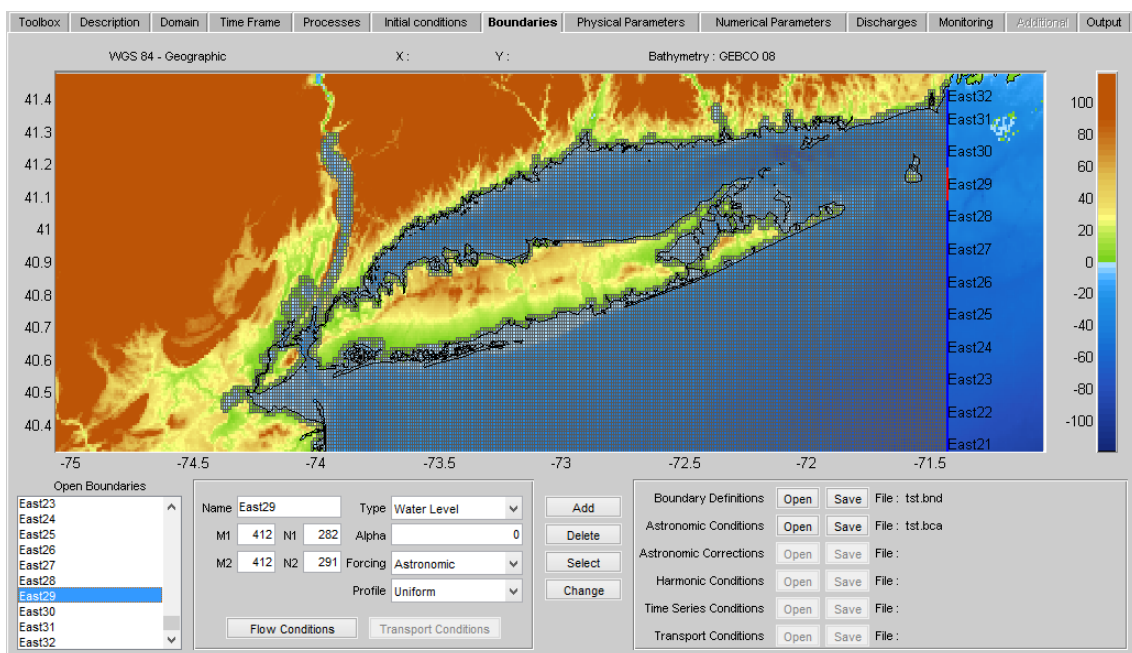 Toolbox Description Domain Time Frame Processes Initial conditions Boundaries Physical Parameters Numerical Parameters Discharges Monitoring Additional Output
WGS 84 - Geographic X : Y : Bathymetry : GEBCO 08
41.4
41.3
41.2
41.1
41
40.9
40.8
40.7
40.6
40.5
40.4
East32
East31
East30
East29
East28
East27
East26
East25
East24
East23
East22
East21
100
80
60
40
20
0
-20
-40
-60
-80
-100
-75 -74.5 -74 -73.5 -73 -72.5 -72 -71.5
Open Boundaries
East23
East24
East25
East26
East27
East28
East29
East30
East31
East32
Name East29 Type Water Level
M1 412 N1 282 Alpha 0
M2 412 N2 291 Forcing Astronomic
Profile Uniform
Flow Conditions Transport Conditions
Add
Delete
Select
Change
Boundary Definitions Open Save File : tst.bnd
Astronomic Conditions Open Save File : tst.bca
Astronomic Corrections Open Save File :
Harmonic Conditions Open Save File :
Time Series Conditions Open Save File :
Transport Conditions Open Save File :